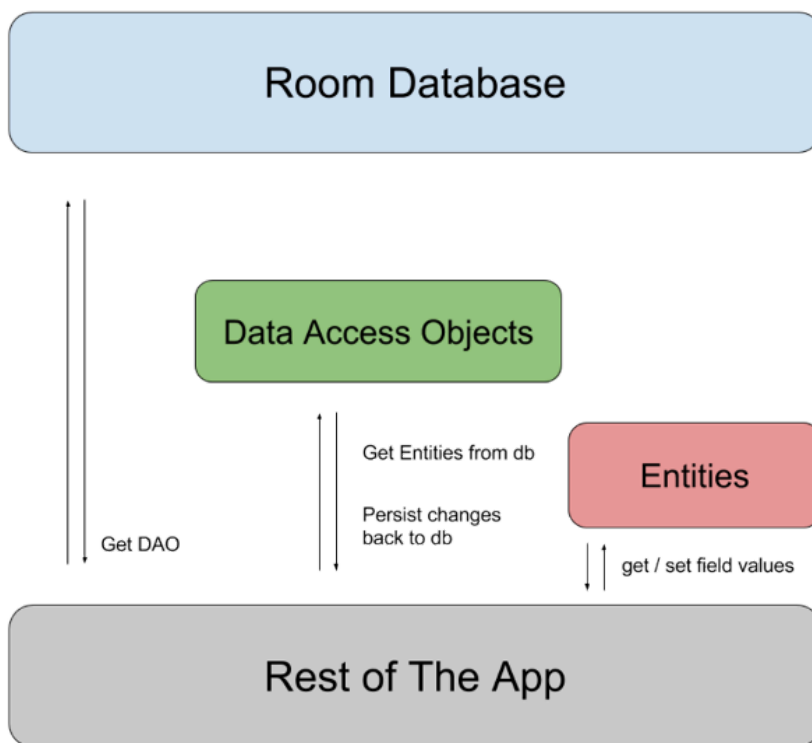 Room Database
Data Access Objects
Get Entities from db
Entities
Persist changes
back to db
Get DAO
get / set field values
Rest of The App